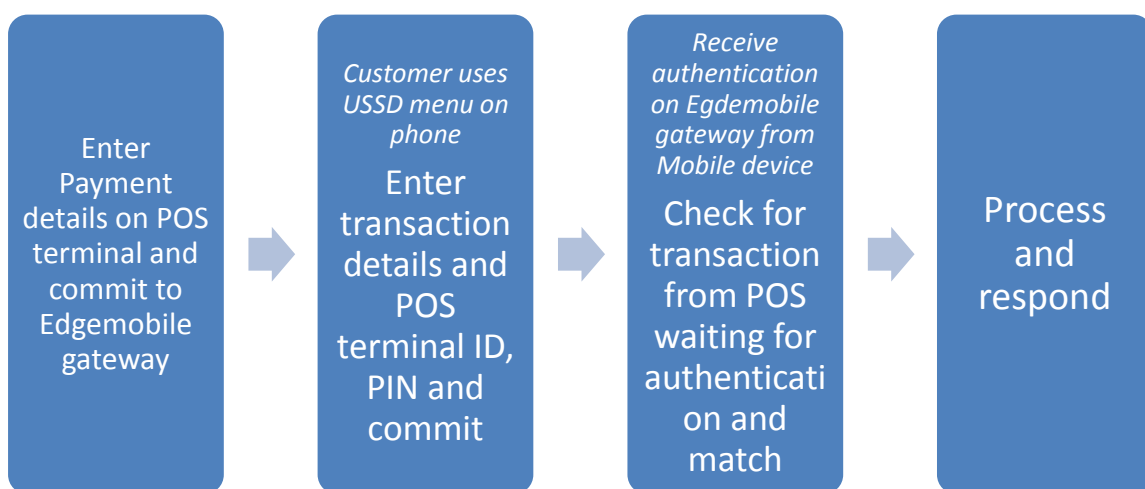 Enter
Payment
details on POS
terminal and
commit to
Edgemobile
gateway
Customer uses
USSD menu on
phone
Enter
transaction
details and
POS
terminal ID,
PIN and
commit
Receive
authentication
on Egdemobile
gateway from
Mobile device
Check for
transaction
from POS
waiting for
authenticati
on and
match
Process
and
respond